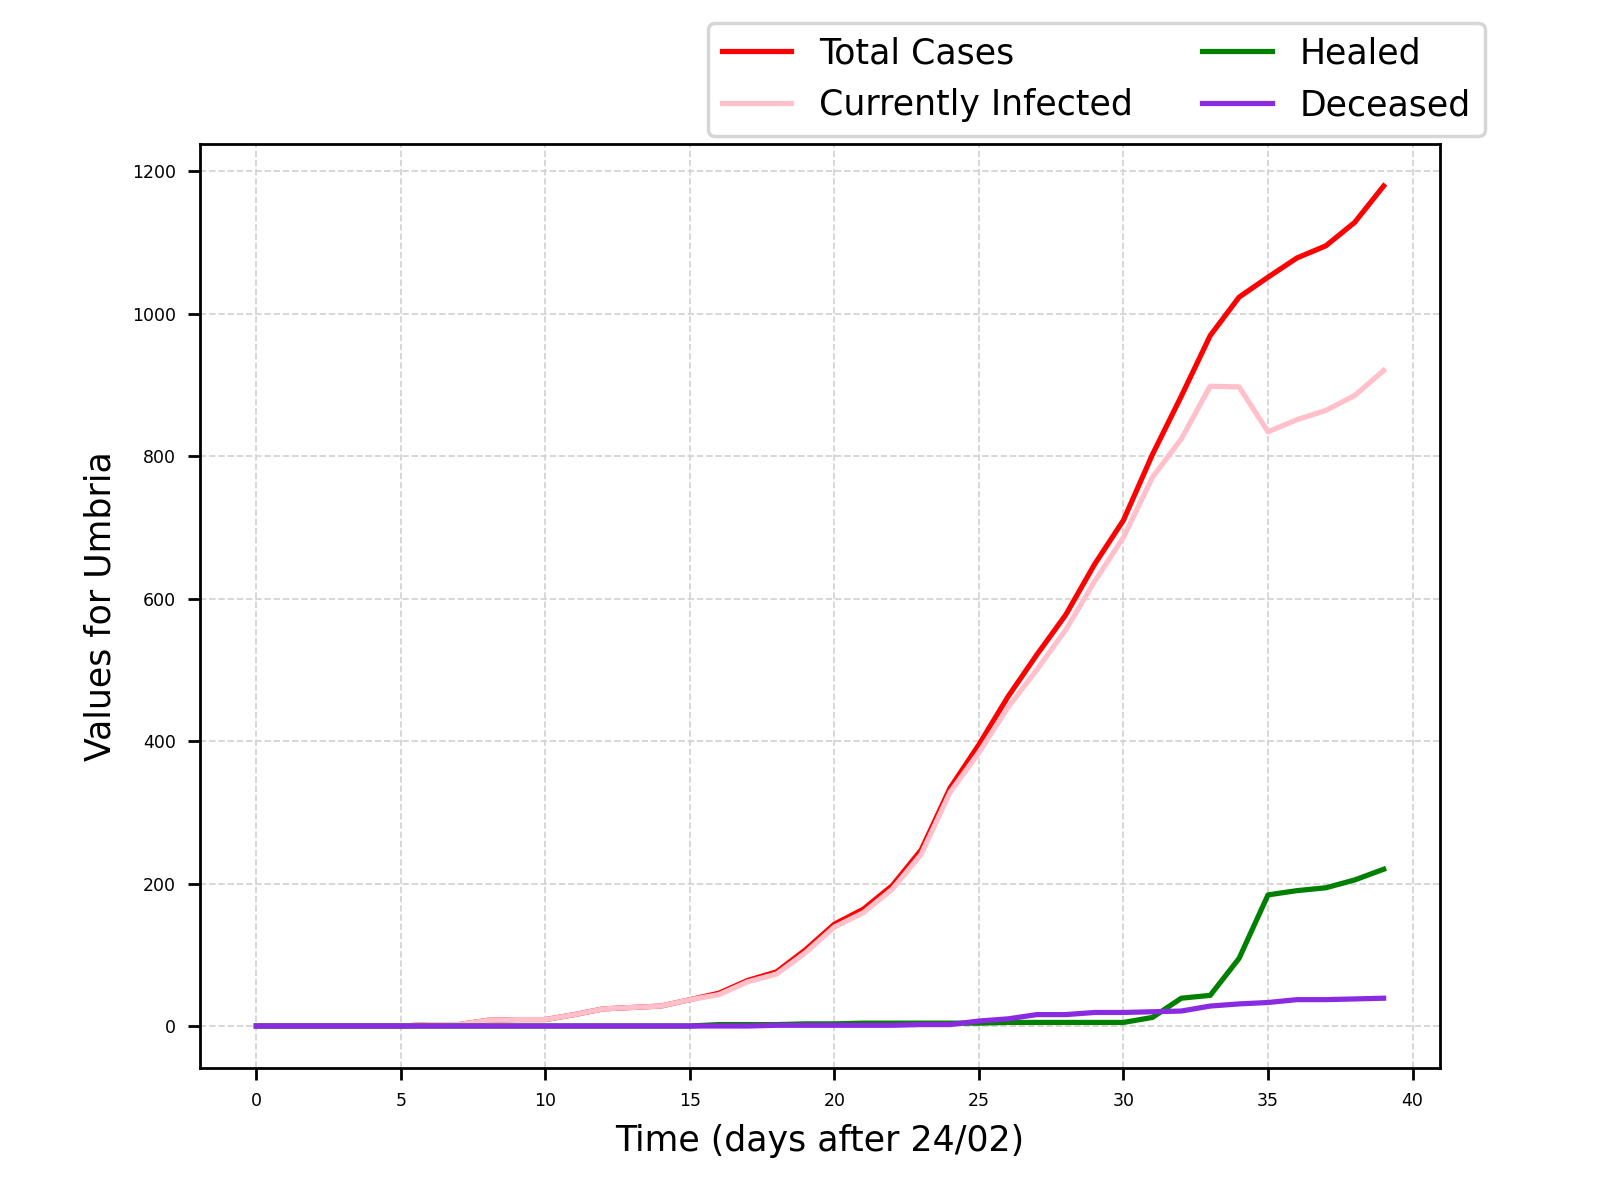 Total Cases
Currently Infected
Healed
Deceased
1200
1000
800
600
400
200
0
Values for Umbria
0 5 10 15 20 25 30 35 40
Time (days after 24/02)